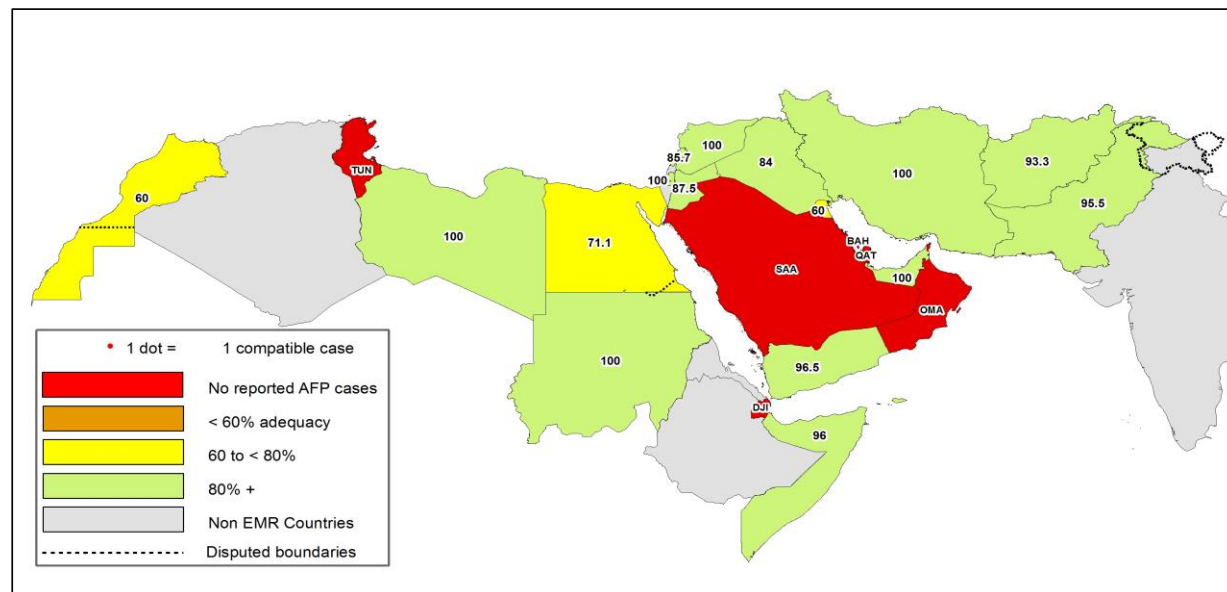 TUN
60
100
71.1
100
85.7
100
100
87.5
84
60
100
93.3
95.5
BAH
QAT
100
SAA
OMA
96.5
DJI
96
1 dot = 1 compatible case
No reported AFP cases
< 60% adequacy
60 to < 80%
80% +
Non EMR Countries
Disputed boundaries